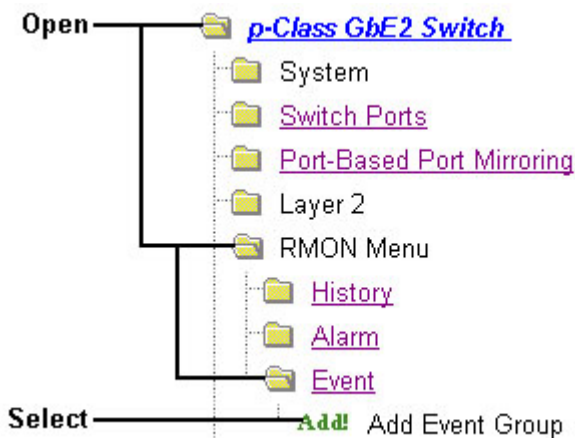 Open p-Class GbE2 Switch
System
Switch Ports
Port-Based Port Mirroring
Layer 2
RMON Menu
History
Alarm
Event
Select Add! Add Event Group